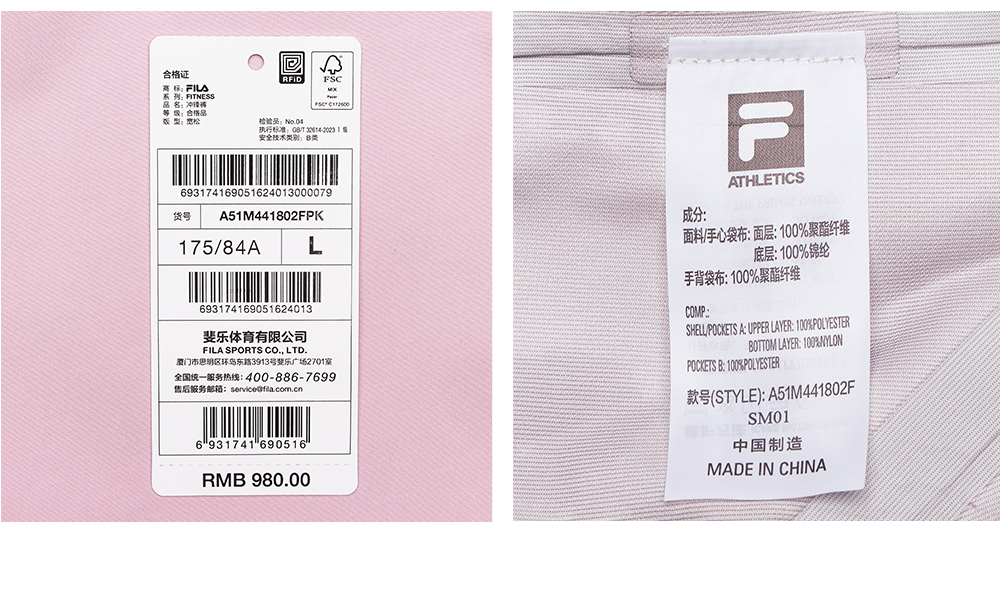 合格证
商 标: FILA
系 列: FITNESS
品 名: 冲锋裤
等 级: 合格品
版 型: 宽松
RFiD
FSC
MIX
Paper
FSC® C172600
检验员: No.04
执行标准: GB/T 32614-2023 Ⅰ级
安全技术类别: B类
6931741690516240130000079
货号 A51M441802FPK
175/84A L
693174169051624013
斐乐体育有限公司
FILA SPORTS CO., LTD.
厦门市思明区环岛东路3913号斐乐广场2701室
全国统一服务热线: 400-886-7699
售后服务邮箱: service@fila.com.cn
6 931741 690516
RMB 980.00
F
ATHLETICS
成分:
面料/手心袋布: 面层: 100%聚酯纤维
底层: 100%锦纶
手背袋布: 100%聚酯纤维
COMP.:
SHELL/POCKETS A: UPPER LAYER: 100%POLYESTER
BOTTOM LAYER: 100%NYLON
POCKETS B: 100%POLYESTER
款号(STYLE): A51M441802F
SM01
中国制造
MADE IN CHINA